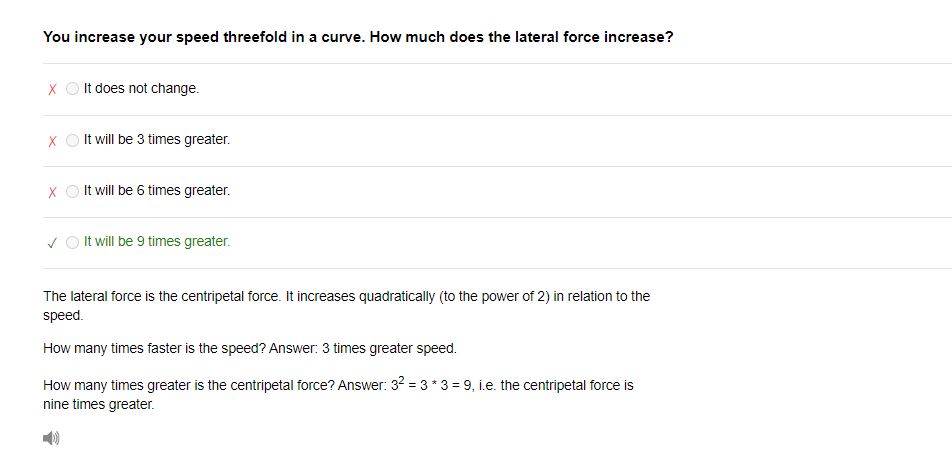 You increase your speed threefold in a curve. How much does the lateral force increase?
It does not change.
It will be 3 times greater.
It will be 6 times greater.
It will be 9 times greater.
The lateral force is the centripetal force. It increases quadratically (to the power of 2) in relation to the
speed.
How many times faster is the speed? Answer: 3 times greater speed.
How many times greater is the centripetal force? Answer: 3² = 3 * 3 = 9, i.e. the centripetal force is
nine times greater.